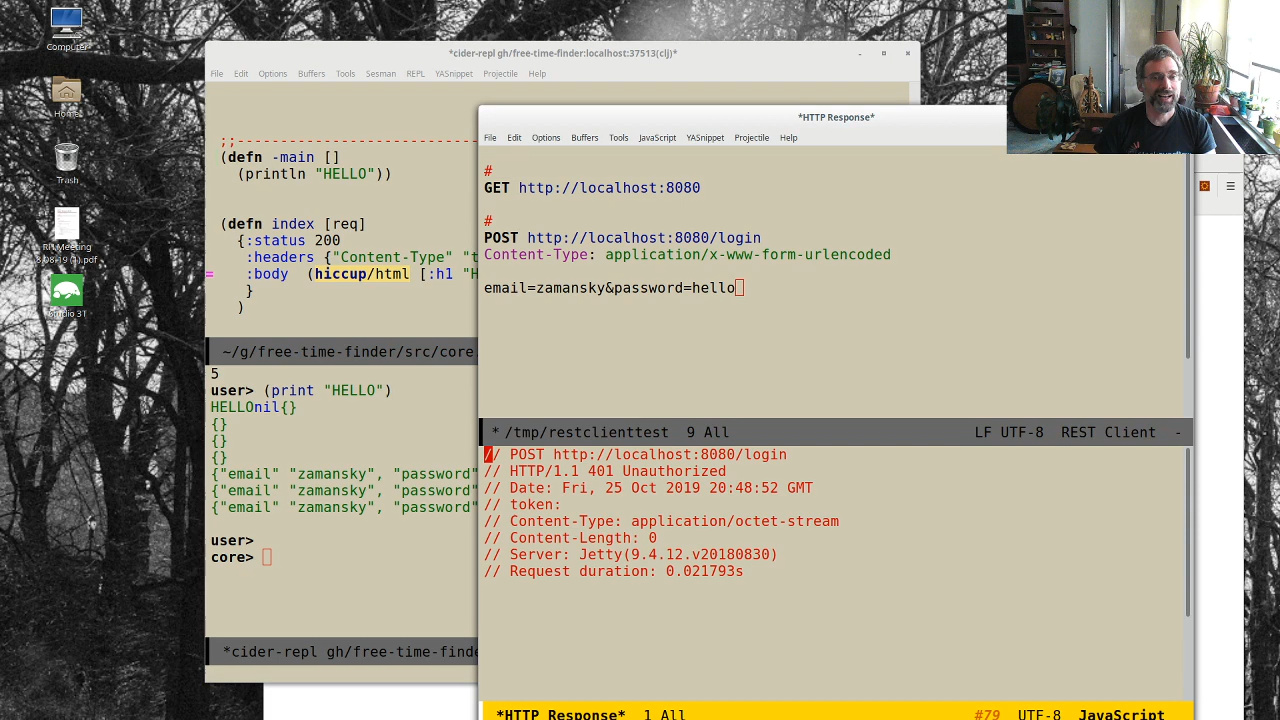 Computer
Home
Trash
RH Meeting
8.08-19 (1).pdf
Studio 3T
*cider-repl gh/free-time-finder:localhost:37513(clj)*
File Edit Options Buffers Tools Sesman REPL YASnippet Projectile Help
;;---------------------------
(defn -main []
(println "HELLO"))
(defn index [req]
{:status 200
:headers {"Content-Type" "t
= :body (hiccup/html [:h1 "H
}
)
~/g/free-time-finder/src/core.
5
user> (print "HELLO")
HELLOnil{}
{}
{}
{}
{"email" "zamansky", "password"
{"email" "zamansky", "password"
{"email" "zamansky", "password"
user>
core>
*cider-repl gh/free-time-finde
*HTTP Response*
File Edit Options Buffers Tools JavaScript YASnippet Projectile Help
#
GET http://localhost:8080
#
POST http://localhost:8080/login
Content-Type: application/x-www-form-urlencoded
email=zamansky&password=hello
* /tmp/restclienttest 9 All LF UTF-8 REST Client -
// POST http://localhost:8080/login
// HTTP/1.1 401 Unauthorized
// Date: Fri, 25 Oct 2019 20:48:52 GMT
// token:
// Content-Type: application/octet-stream
// Content-Length: 0
// Server: Jetty(9.4.12.v20180830)
// Request duration: 0.021793s
*HTTP Response* 1 All #79 UTF-8 JavaScript